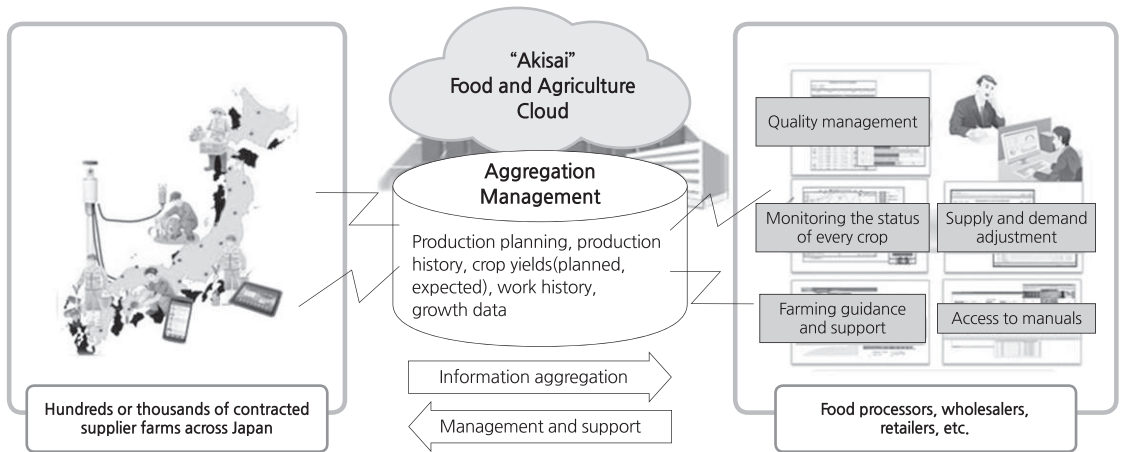 “Akisai”
Food and Agriculture
Cloud
Aggregation
Management
Production planning, production
history, crop yields(planned,
expected), work history,
growth data
Information aggregation
Management and support
Hundreds or thousands of contracted
supplier farms across Japan
Quality management
Monitoring the status
of every crop
Supply and demand
adjustment
Farming guidance
and support
Access to manuals
Food processors, wholesalers,
retailers, etc.